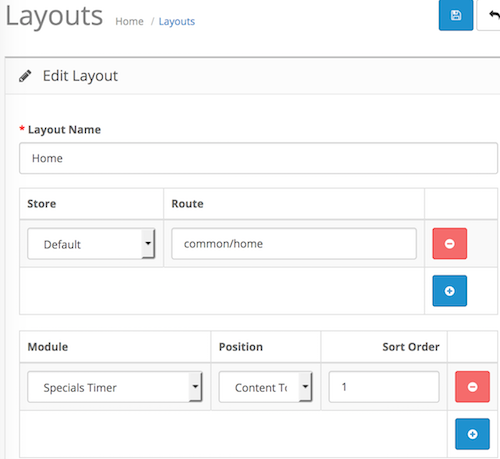 Layouts Home / Layouts
Edit Layout
* Layout Name
Home
Store Route
Default common/home
Module Position Sort Order
Specials Timer Content To 1